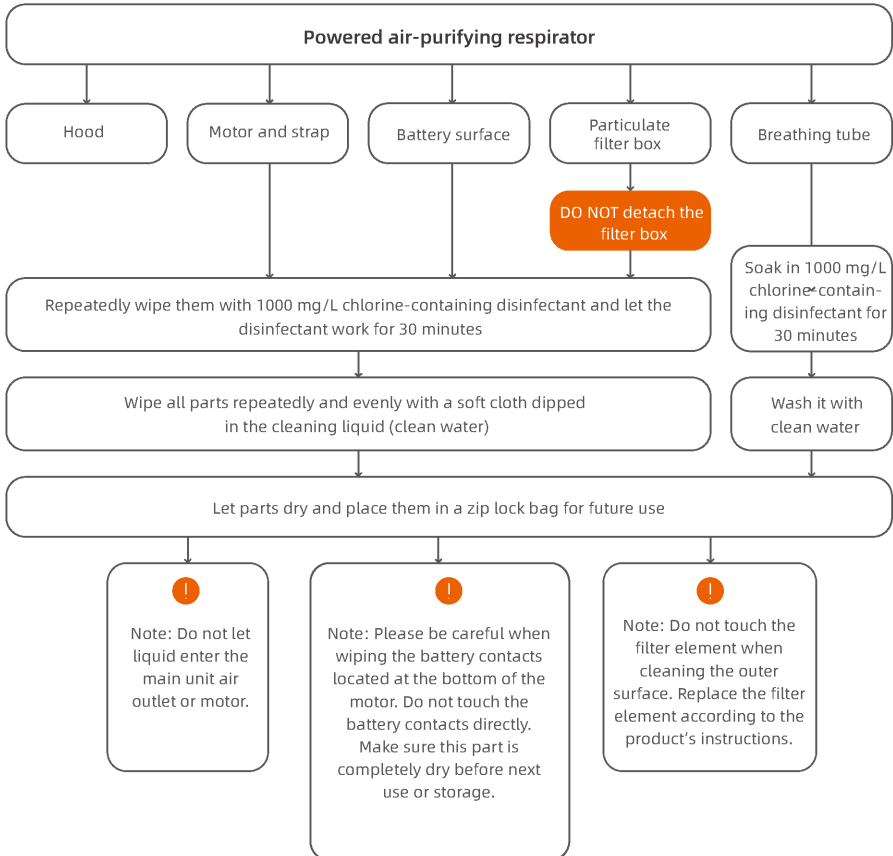 Powered air-purifying respirator
Hood
Motor and strap
Battery surface
Particulate
filter box
Breathing tube
DO NOT detach the
filter box
Repeatedly wipe them with 1000 mg/L chlorine-containing disinfectant and let the
disinfectant work for 30 minutes
Soak in 1000 mg/L
chlorine-contain-
ing disinfectant for
30 minutes
Wipe all parts repeatedly and evenly with a soft cloth dipped
in the cleaning liquid (clean water)
Wash it with
clean water
Let parts dry and place them in a zip lock bag for future use
!
Note: Do not let
liquid enter the
main unit air
outlet or motor.
!
Note: Please be careful when
wiping the battery contacts
located at the bottom of the
motor. Do not touch the
battery contacts directly.
Make sure this part is
completely dry before next
use or storage.
!
Note: Do not touch the
filter element when
cleaning the outer
surface. Replace the filter
element according to the
product's instructions.